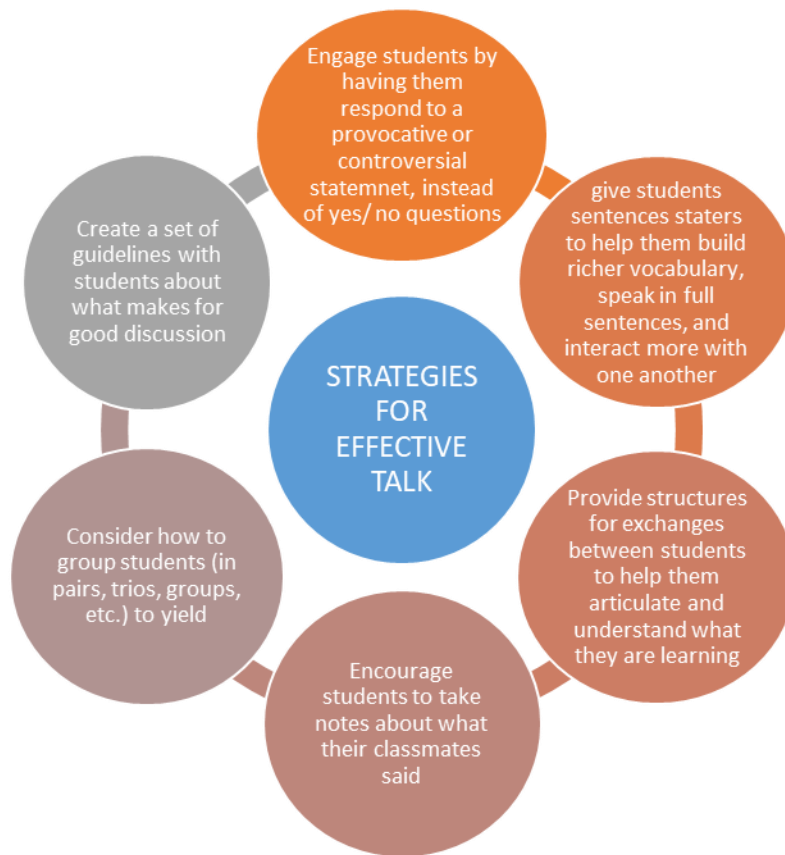 Engage students by
having them
respond to a
provocative or
controversial
statemnet, instead
of yes/ no questions
give students
sentences staters
to help them build
richer vocabulary,
speak in full
sentences, and
interact more with
one another
Provide structures
for exchanges
between students
to help them
articulate and
understand what
they are learning
Encourage
students to take
notes about what
their classmates
said
Consider how to
group students (in
pairs, trios, groups,
etc.) to yield
Create a set of
guidelines with
students about
what makes for
good discussion
STRATEGIES
FOR
EFFECTIVE
TALK